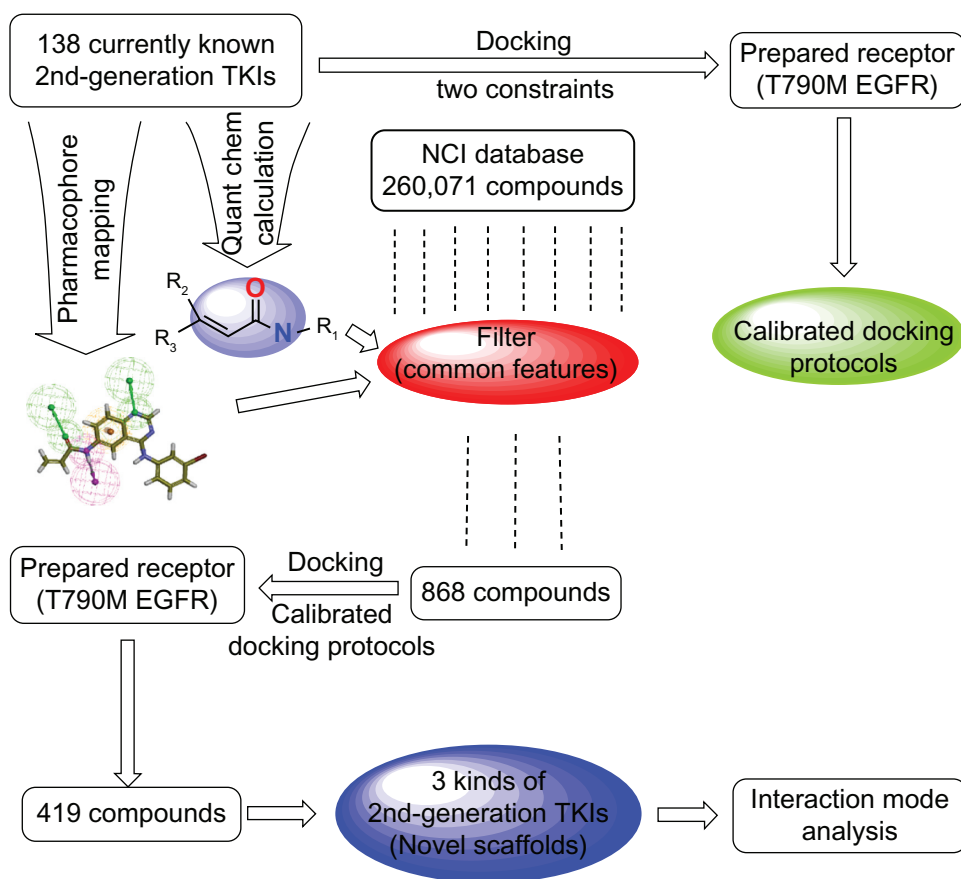 138 currently known
2nd-generation TKIs
Docking
two constraints
Prepared receptor
(T790M EGFR)
Pharmacophore
mapping
Quant chem
calculation
NCI database
260,071 compounds
R2
O
R3
N
R1
Filter
(common features)
Calibrated docking
protocols
Prepared receptor
(T790M EGFR)
Docking
Calibrated
docking protocols
868 compounds
419 compounds
3 kinds of
2nd-generation TKIs
(Novel scaffolds)
Interaction mode
analysis